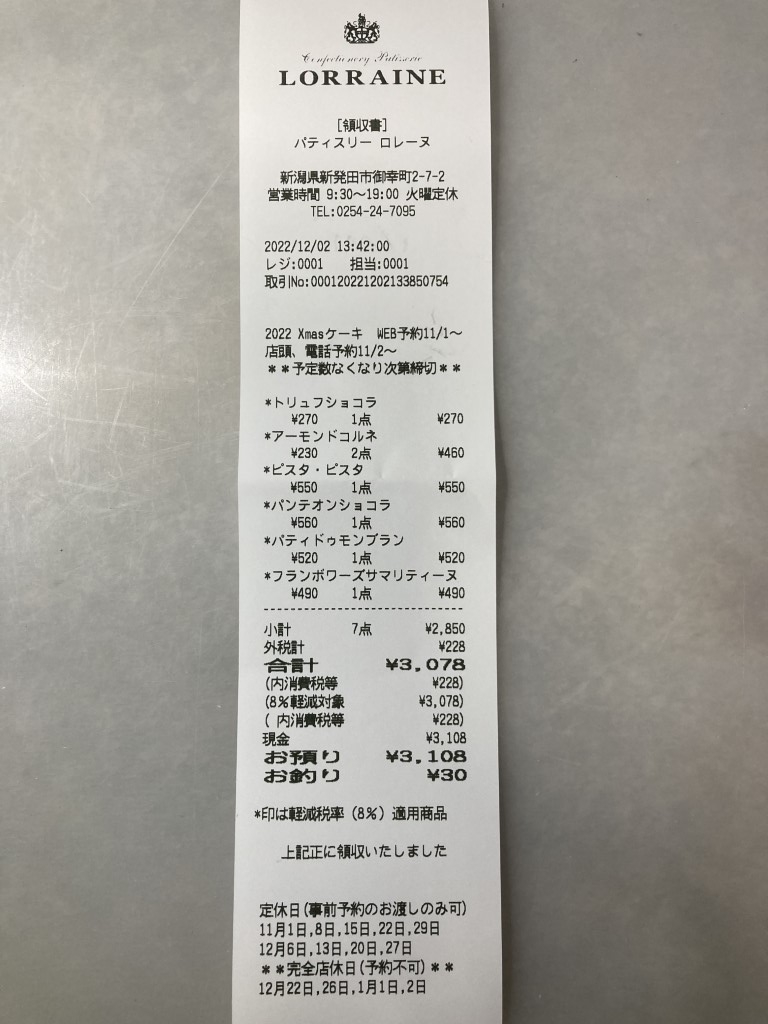 Confectionery Patisserie
LORRAINE
[領収書]
パティスリー ロレーヌ
新潟県新発田市御幸町2-7-2
営業時間 9:30〜19:00 火曜定休
TEL:0254-24-7095
2022/12/02 13:42:00
レジ:0001 担当:0001
取引No:000120221202133850754
2022 Xmasケーキ WEB予約11/1〜
店頭、電話予約11/2〜
＊＊予定数なくなり次第締切＊＊
*トリュフショコラ
¥270 1点 ¥270
*アーモンドコルネ
¥230 2点 ¥460
*ピスタ・ピスタ
¥550 1点 ¥550
*パンテオンショコラ
¥560 1点 ¥560
*パティドゥモンブラン
¥520 1点 ¥520
*フランボワーズサマリティーヌ
¥490 1点 ¥490
小計 7点 ¥2,850
外税計 ¥228
合計 ¥3,078
(内消費税等 ¥228)
(8%軽減対象 ¥3,078)
( 内消費税等 ¥228)
現金 ¥3,108
お預り ¥3,108
お釣り ¥30
*印は軽減税率（8%）適用商品
上記正に領収いたしました
定休日(事前予約のお渡しのみ可)
11月1日,8日,15日,22日,29日
12月6日,13日,20日,27日
＊＊完全店休日(予約不可)＊＊
12月22日,26日,1月1日,2日